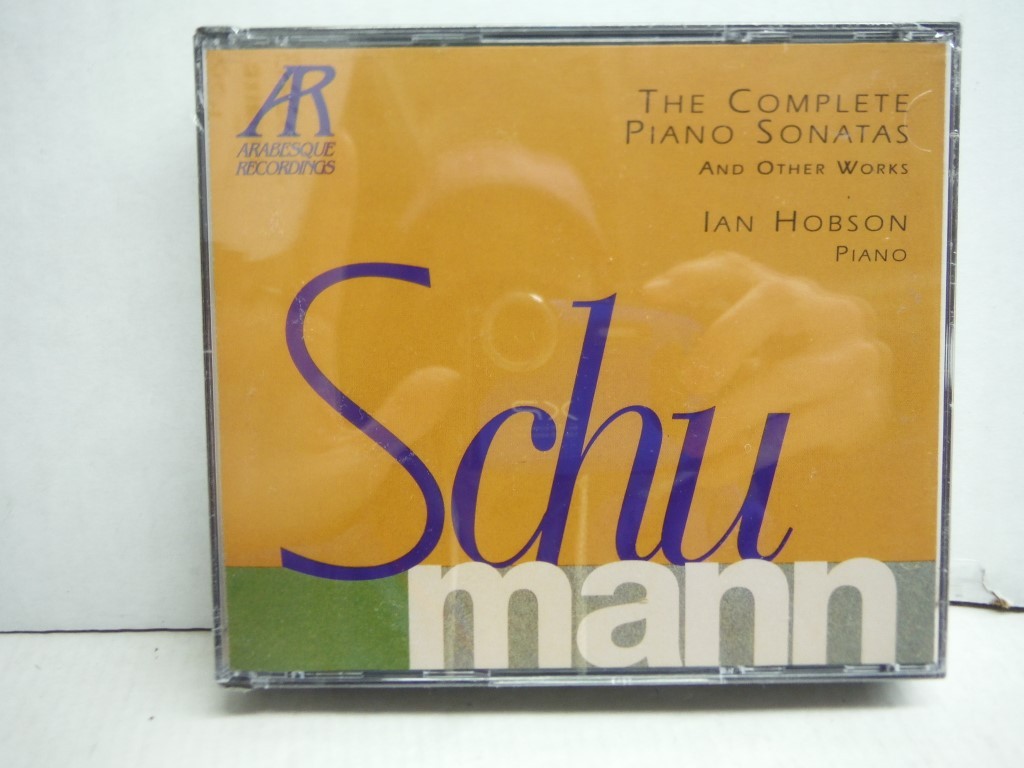 AR
ARABESQUE
RECORDINGS
THE COMPLETE
PIANO SONATAS
AND OTHER WORKS
IAN HOBSON
PIANO
Schu
mann